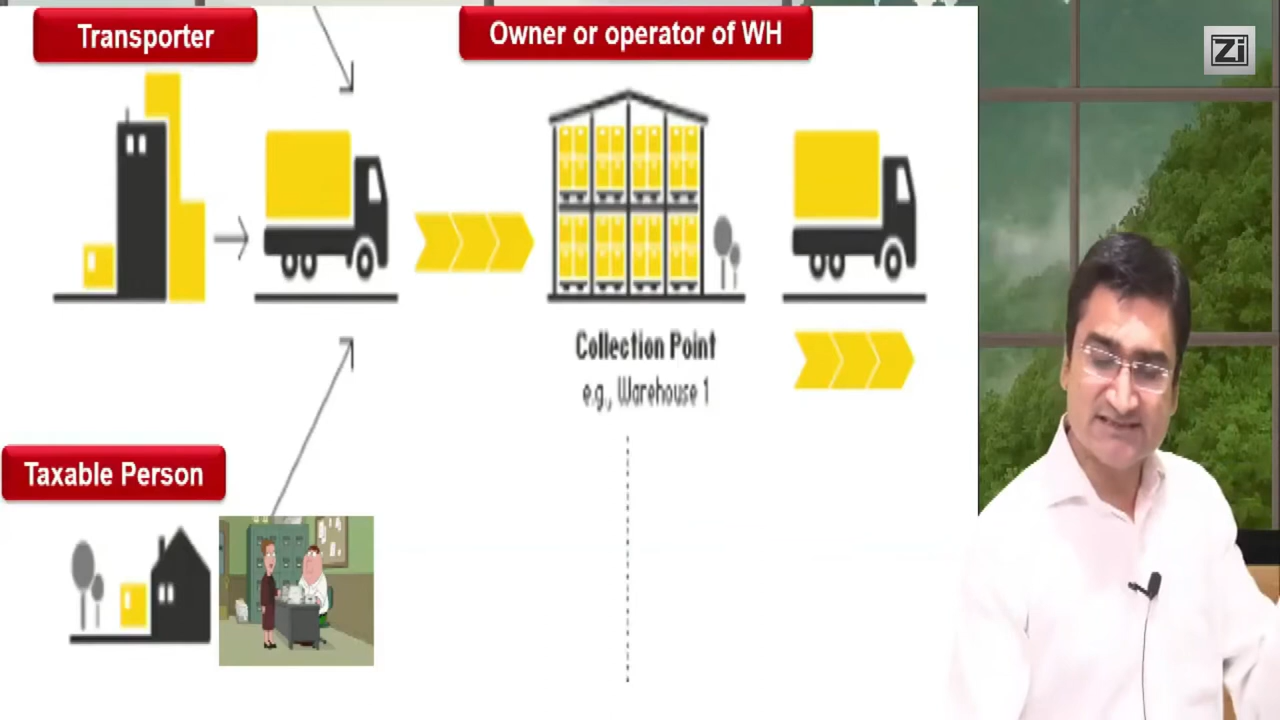 Transporter
Owner or operator of WH
Zi
Collection Point
e.g., Warehouse 1
Taxable Person